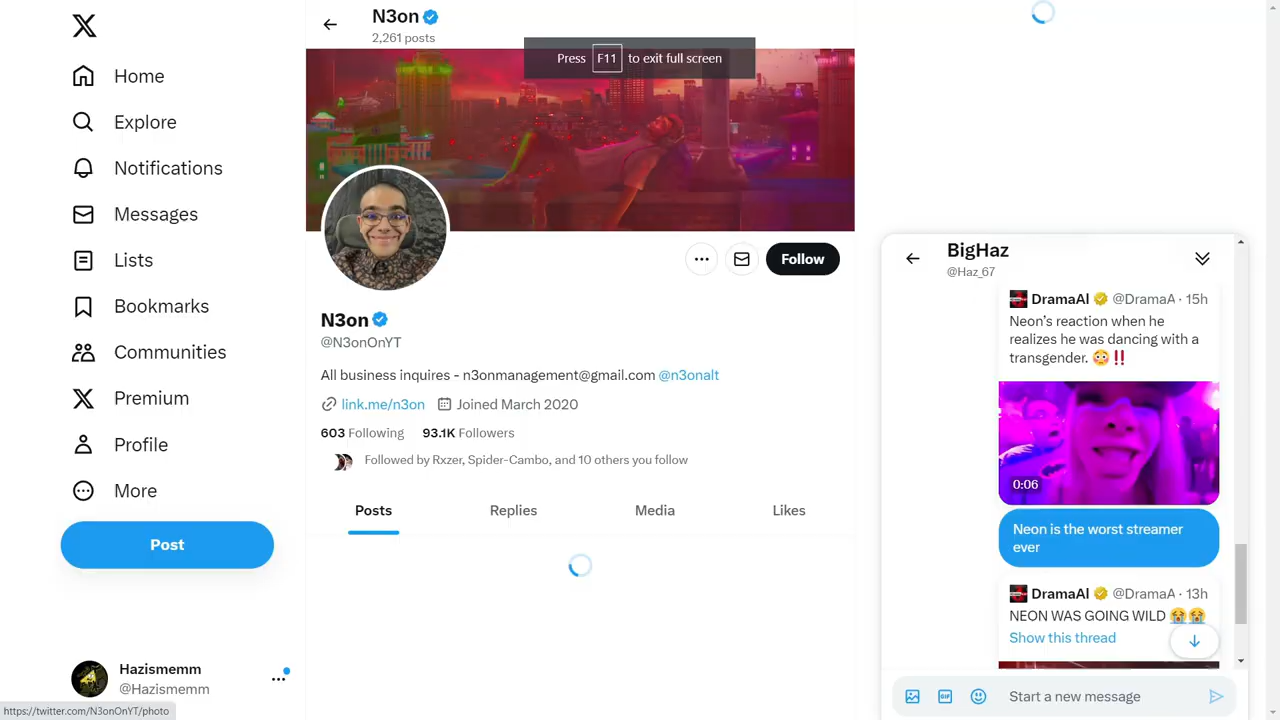 N3on
2,261 posts
Press F11 to exit full screen
Home
Explore
Notifications
Messages
Lists
Bookmarks
Communities
Premium
Profile
More
Post
Hazismemm
@Hazismemm
https://twitter.com/N3onOnYT/photo
Follow
N3on
@N3onOnYT
All business inquires - n3onmanagement@gmail.com @n3onalt
link.me/n3on Joined March 2020
603 Following 93.1K Followers
Followed by Rxzer, Spider-Cambo, and 10 others you follow
Posts Replies Media Likes
BigHaz
@Haz_67
DramaAl @DramaA · 15h
Neon’s reaction when he
realizes he was dancing with a
transgender. 😳‼️
0:06
Neon is the worst streamer
ever
DramaAl @DramaA · 13h
NEON WAS GOING WILD 😭😭
Show this thread
GIF
Start a new message